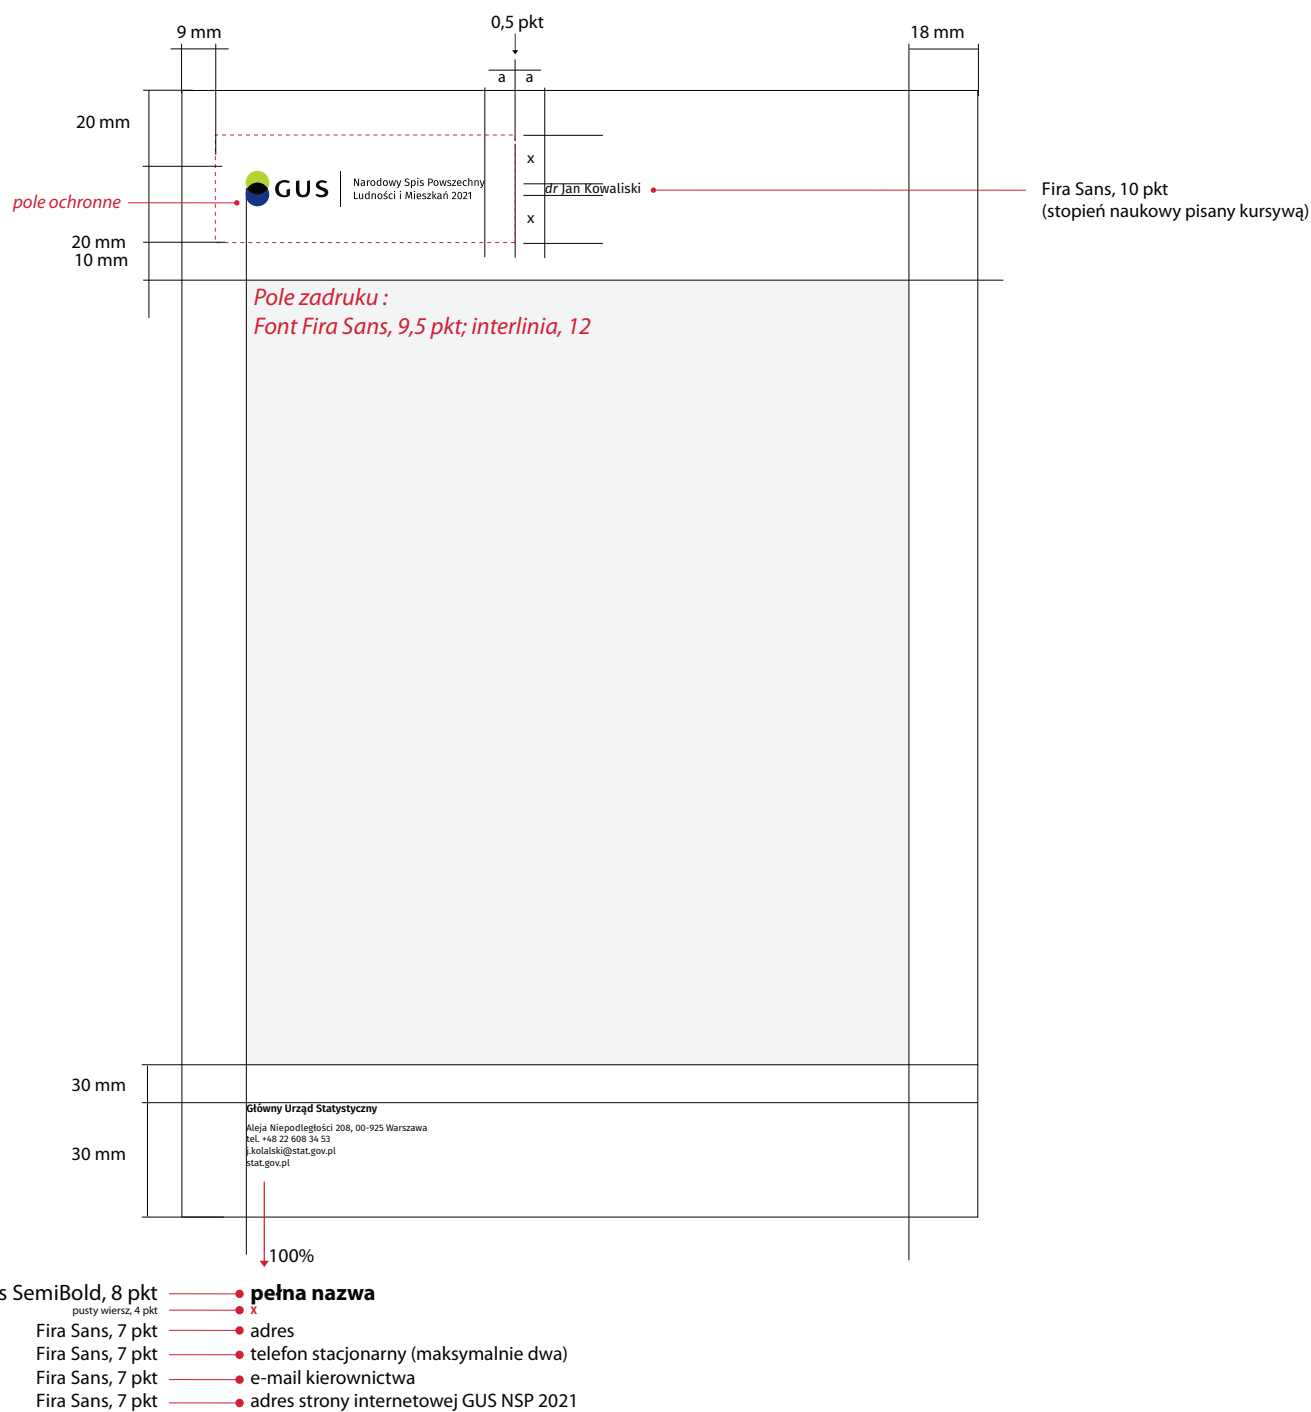 9 mm
0,5 pkt
18 mm
a a
20 mm
x
GUS
Narodowy Spis Powszechny
Ludności i Mieszkań 2021
dr Jan Kowaliski
Fira Sans, 10 pkt
(stopień naukowy pisany kursywą)
pole ochronne
x
20 mm
10 mm
Pole zadruku :
Font Fira Sans, 9,5 pkt; interlinia, 12
30 mm
Główny Urząd Statystyczny
Aleja Niepodległości 208, 00-925 Warszawa
tel. +48 22 608 34 53
j.kolalski@stat.gov.pl
stat.gov.pl
30 mm
100%
s SemiBold, 8 pkt pełna nazwa
pusty wiersz, 4 pkt x
Fira Sans, 7 pkt adres
Fira Sans, 7 pkt telefon stacjonarny (maksymalnie dwa)
Fira Sans, 7 pkt e-mail kierownictwa
Fira Sans, 7 pkt adres strony internetowej GUS NSP 2021